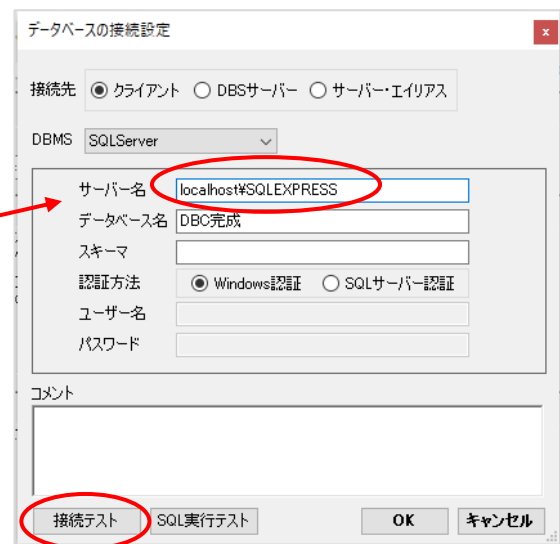 データベースの接続設定
x
接続先 クライアント DBSサーバー サーバー・エイリアス
DBMS SQLServer
サーバー名 localhost¥SQLEXPRESS
データベース名 DBC完成
スキーマ
認証方法 Windows認証 SQLサーバー認証
ユーザー名
パスワード
コメント
接続テスト SQL実行テスト OK キャンセル